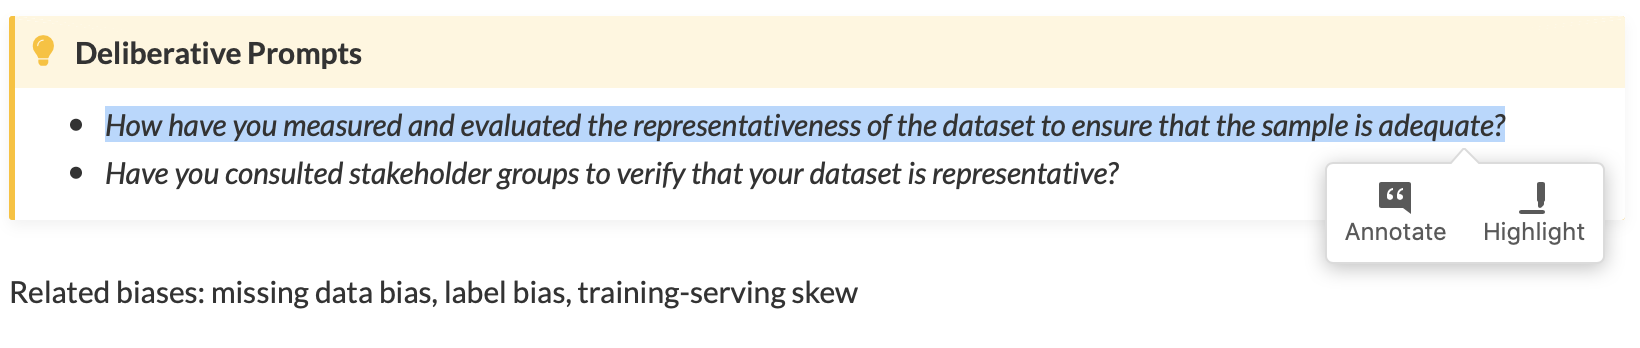 Deliberative Prompts
How have you measured and evaluated the representativeness of the dataset to ensure that the sample is adequate?
Have you consulted stakeholder groups to verify that your dataset is representative?
Annotate
Highlight
Related biases: missing data bias, label bias, training-serving skew